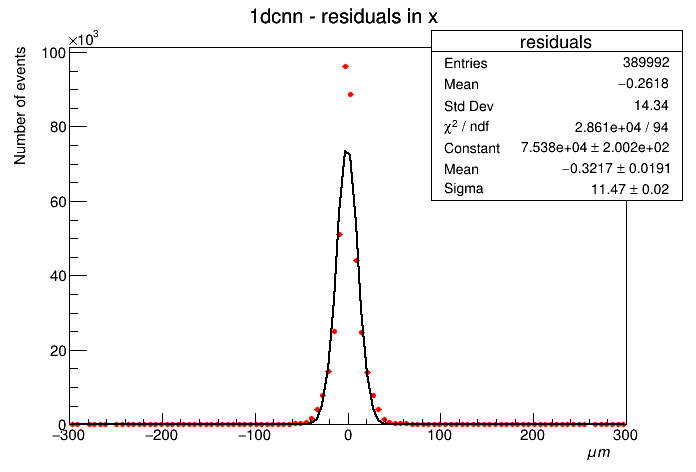 1dcnn - residuals in x
×10³
Number of events
100
80
60
40
20
0
−300 −200 −100 0 100 200 300
μm
residuals
Entries 389992
Mean −0.2618
Std Dev 14.34
χ² / ndf 2.861e+04 / 94
Constant 7.538e+04 ± 2.002e+02
Mean −0.3217 ± 0.0191
Sigma 11.47 ± 0.02